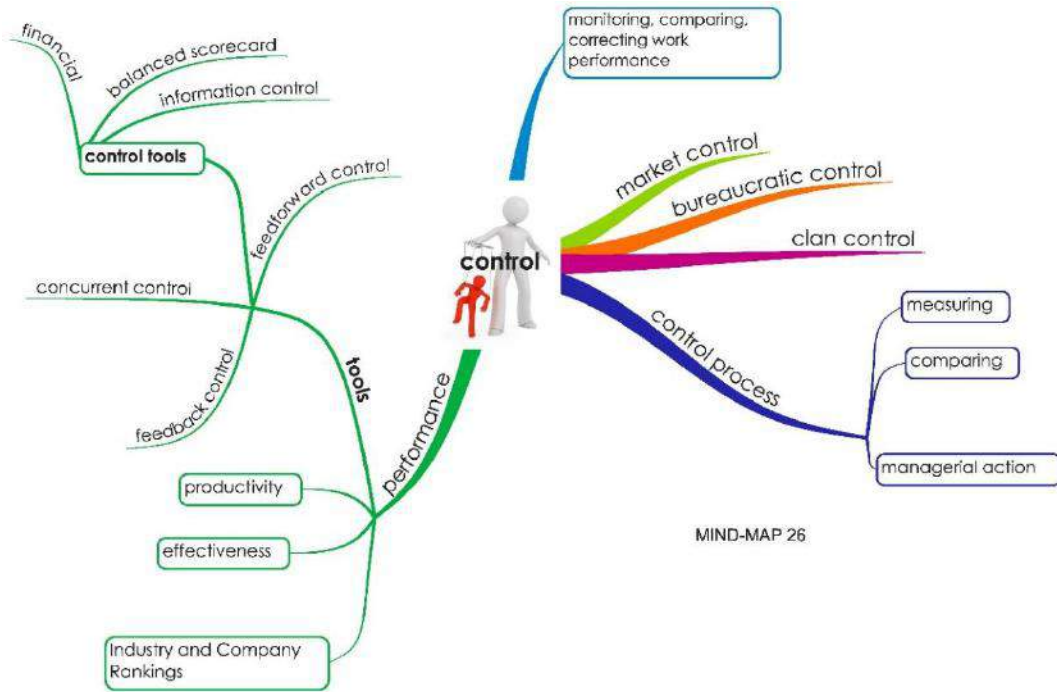 financial
balanced scorecard
information control
control tools
feedforward control
concurrent control
feedback control
tools
performance
productivity
effectiveness
Industry and Company
Rankings
control
monitoring, comparing,
correcting work
performance
market control
bureaucratic control
clan control
control process
measuring
comparing
managerial action
MIND-MAP 26